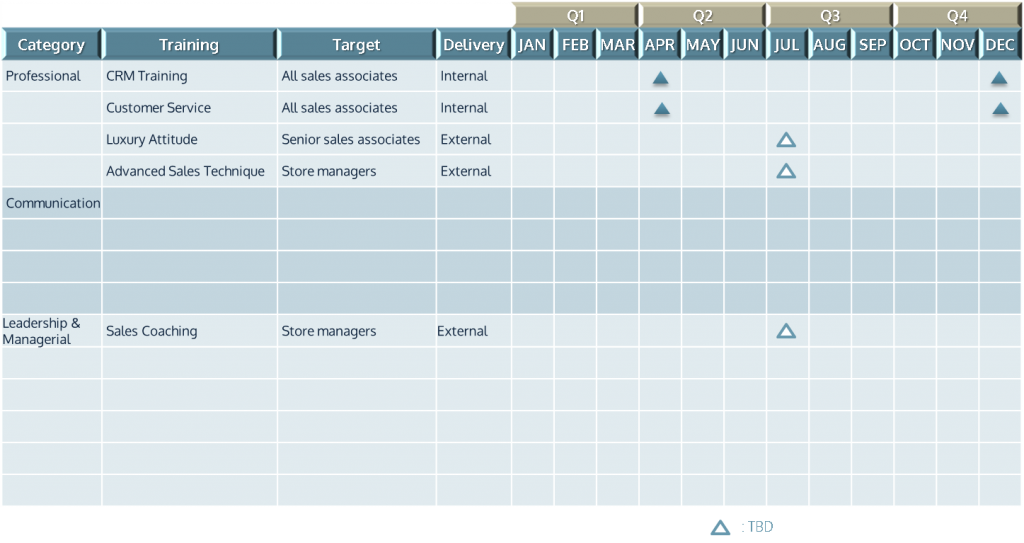 Q1 Q2 Q3 Q4
Category Training Target Delivery JAN FEB MAR APR MAY JUN JUL AUG SEP OCT NOV DEC
Professional CRM Training All sales associates Internal
Customer Service All sales associates Internal
Luxury Attitude Senior sales associates External
Advanced Sales Technique Store managers External
Communication
Leadership &
Managerial Sales Coaching Store managers External
: TBD